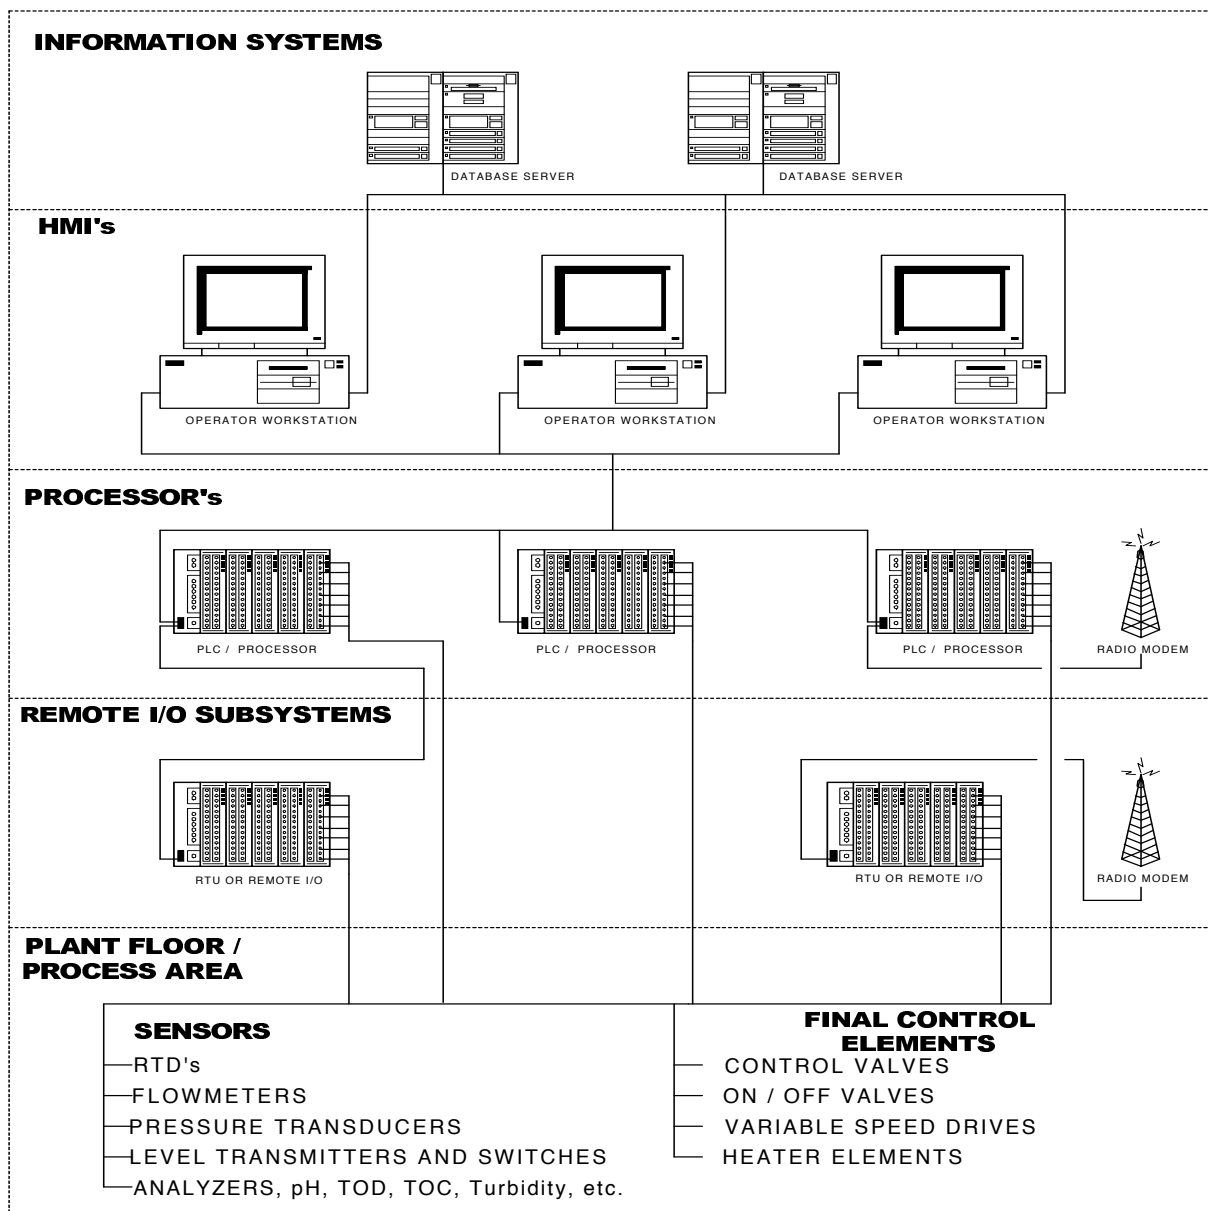 INFORMATION SYSTEMS
DATABASE SERVER
DATABASE SERVER
HMI's
OPERATOR WORKSTATION
OPERATOR WORKSTATION
OPERATOR WORKSTATION
PROCESSOR's
PLC / PROCESSOR
PLC / PROCESSOR
PLC / PROCESSOR
RADIO MODEM
REMOTE I/O SUBSYSTEMS
RTU OR REMOTE I/O
RTU OR REMOTE I/O
RADIO MODEM
PLANT FLOOR /
PROCESS AREA
SENSORS
RTD's
FLOWMETERS
PRESSURE TRANSDUCERS
LEVEL TRANSMITTERS AND SWITCHES
ANALYZERS, pH, TOD, TOC, Turbidity, etc.
FINAL CONTROL
ELEMENTS
CONTROL VALVES
ON / OFF VALVES
VARIABLE SPEED DRIVES
HEATER ELEMENTS